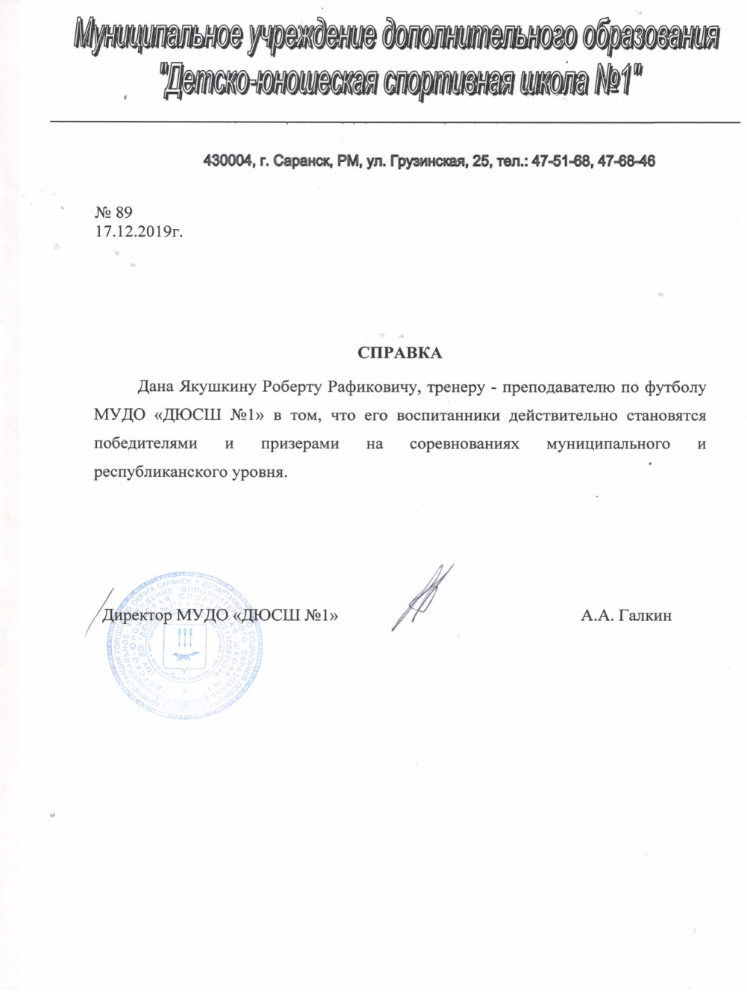 Муниципальное учреждение дополнительного образования
"Детско-юношеская спортивная школа №1"
430004, г. Саранск, РМ, ул. Грузинская, 25, тел.: 47-51-68, 47-68-46
№ 89
17.12.2019г.
СПРАВКА
Дана Якушкину Роберту Рафиковичу, тренеру - преподавателю по футболу
МУДО «ДЮСШ №1» в том, что его воспитанники действительно становятся
победителями и призерами на соревнованиях муниципального и
республиканского уровня.
Директор МУДО «ДЮСШ №1» А.А. Галкин